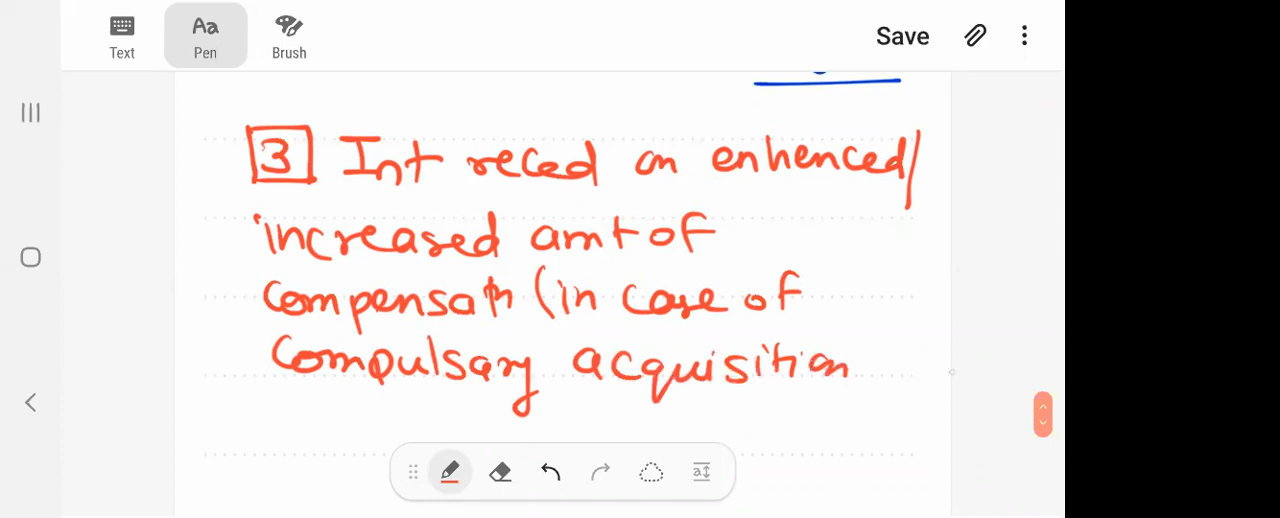 Text
Pen
Brush
Save
3 Int reced on enhenced/
increased amt of
compensatn (in case of
compulsary acquisition